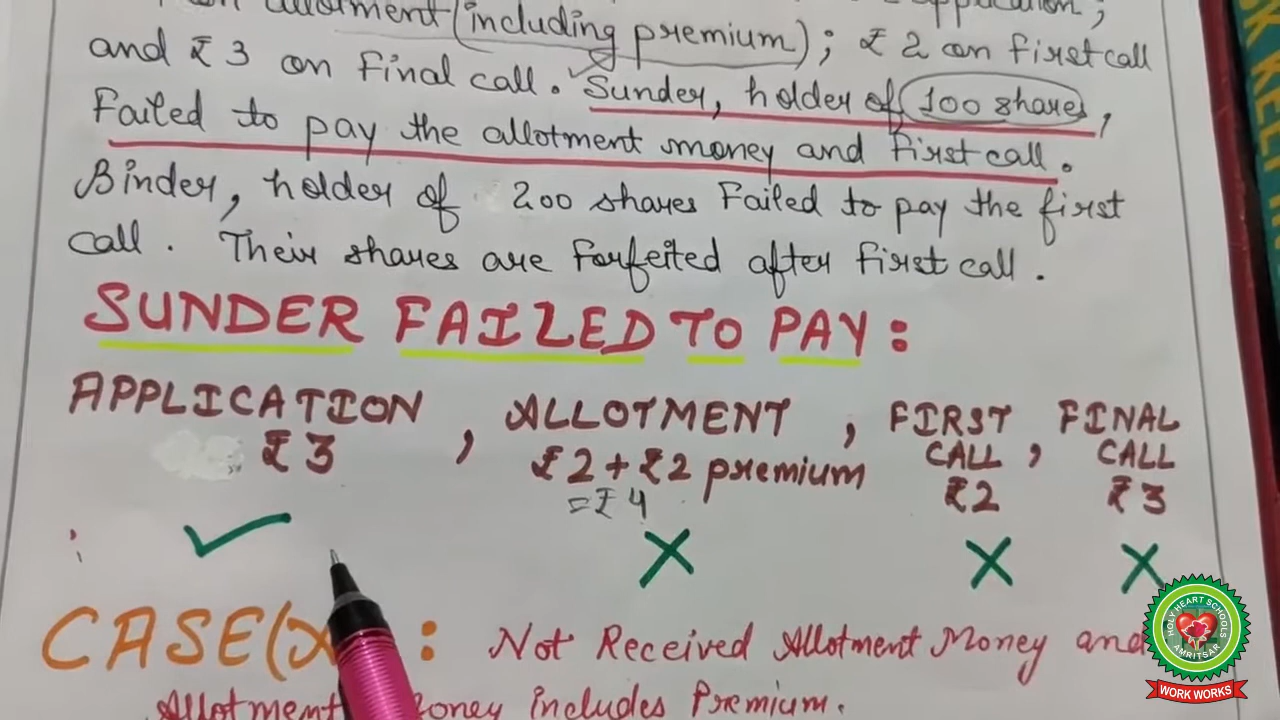 on allotment (including premium); ₹ 2 on first call
and ₹ 3 on final call. Sunder, holder of 100 shares,
Failed to pay the allotment money and first call.
Binder, holder of 200 shares Failed to pay the first
call. Their shares are forfeited after first call.
SUNDER FAILED TO PAY:
APPLICATION ₹ 3 , ALLOTMENT ₹ 2 + ₹ 2 premium = ₹ 4 , FIRST CALL ₹ 2 , FINAL CALL ₹ 3
✓ X X X
CASE( : Not Received Allotment Money and
Allotment Money includes Premium.
HOLY HEART SCHOOLS
AMRITSAR
WORK WORKS